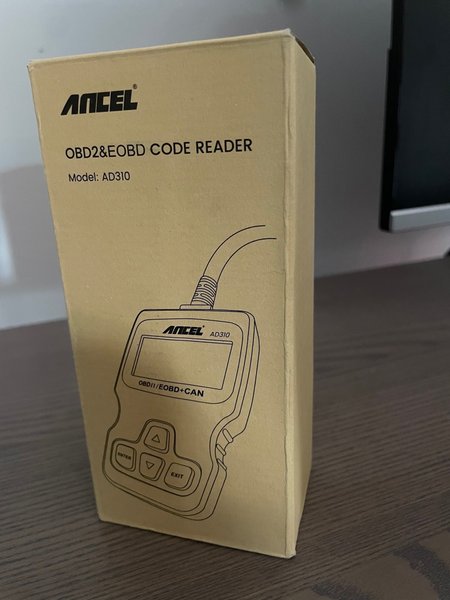 ANCEL®
OBD2&EOBD CODE READER
Model: AD310
ANCEL®
AD310
OBDII/EOBD+CAN
ENTER
EXIT